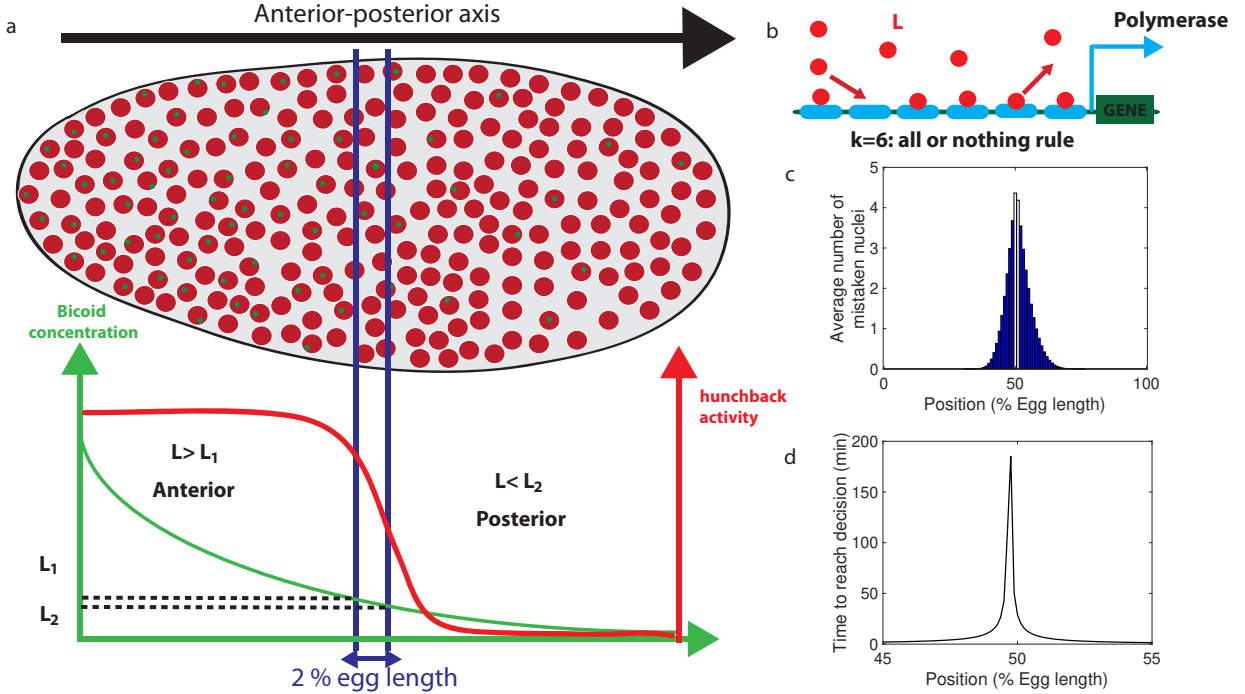 a
Anterior-posterior axis
Bicoid
concentration
hunchback
activity
L> L1
Anterior
L< L2
Posterior
L1
L2
2 % egg length
b
L
Polymerase
GENE
k=6: all or nothing rule
c
Average number of
mistaken nuclei
5
4
3
2
1
0
0
50
100
Position (% Egg length)
d
Time to reach decision (min)
200
150
100
50
0
45
50
55
Position (% Egg length)